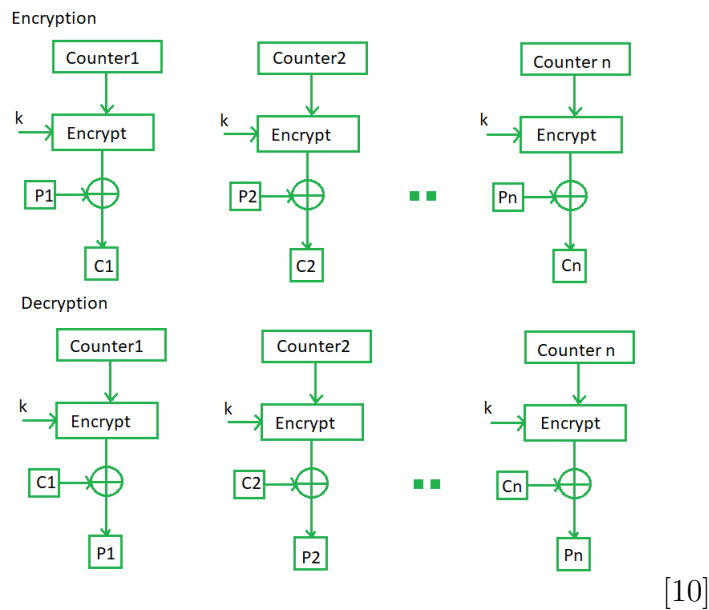 Encryption
Counter1 Counter2 Counter n
k Encrypt k Encrypt k Encrypt
P1 P2 Pn
C1 C2 Cn
Decryption
Counter1 Counter2 Counter n
k Encrypt k Encrypt k Encrypt
C1 C2 Cn
P1 P2 Pn
[10]